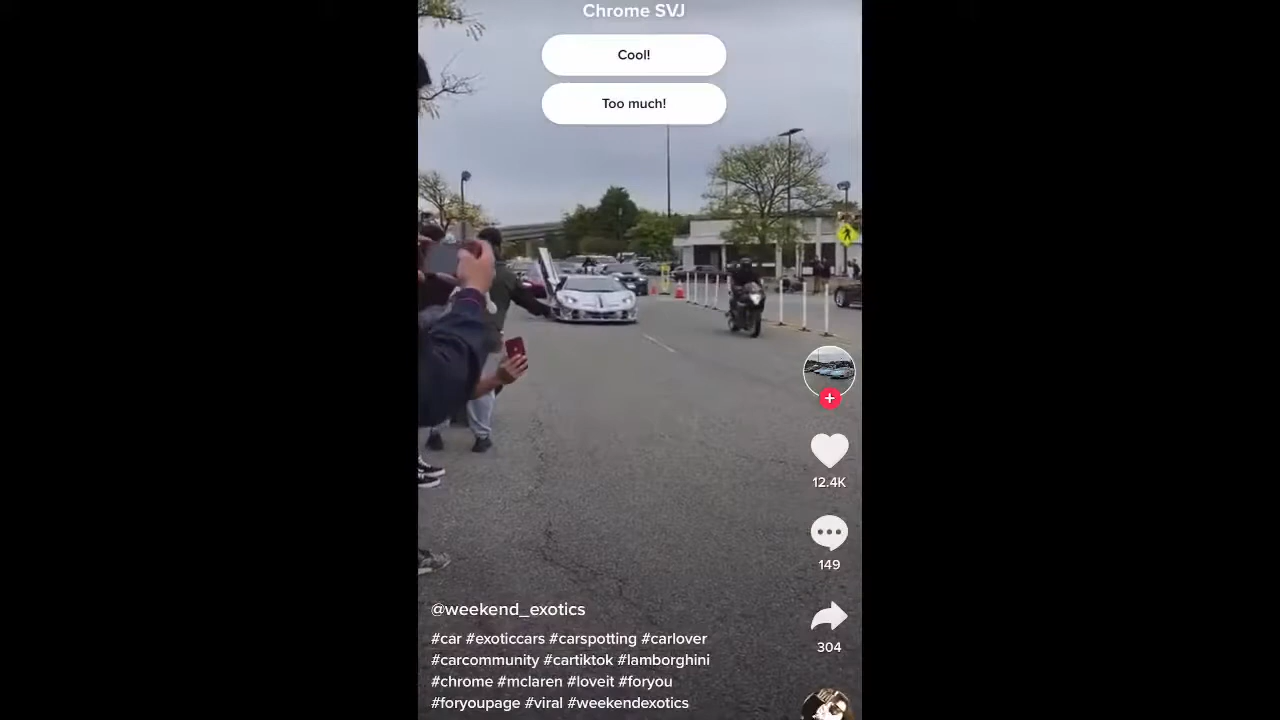 Chrome SVJ
Cool!
Too much!
12.4K
149
304
@weekend_exotics
#car #exoticcars #carspotting #carlover
#carcommunity #cartiktok #lamborghini
#chrome #mclaren #loveit #foryou
#foryoupage #viral #weekendexotics